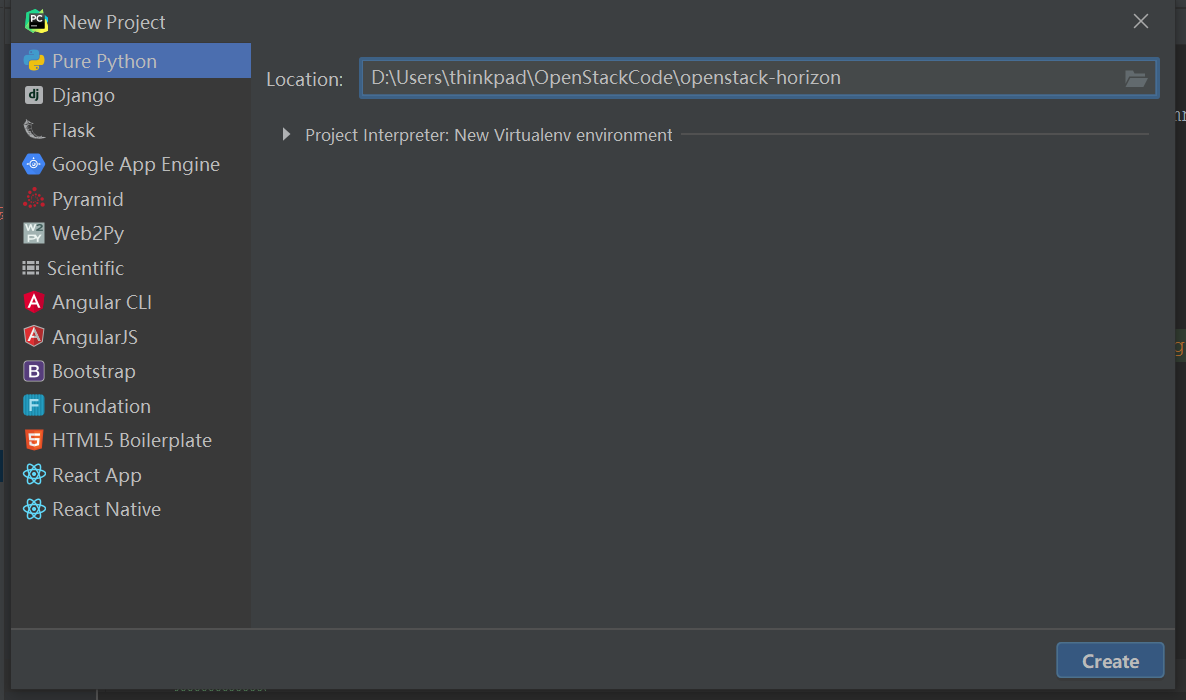 New Project
Pure Python
Django
Flask
Google App Engine
Pyramid
Web2Py
Scientific
Angular CLI
AngularJS
Bootstrap
Foundation
HTML5 Boilerplate
React App
React Native
Location: D:\Users\thinkpad\OpenStackCode\openstack-horizon
Project Interpreter: New Virtualenv environment
Create